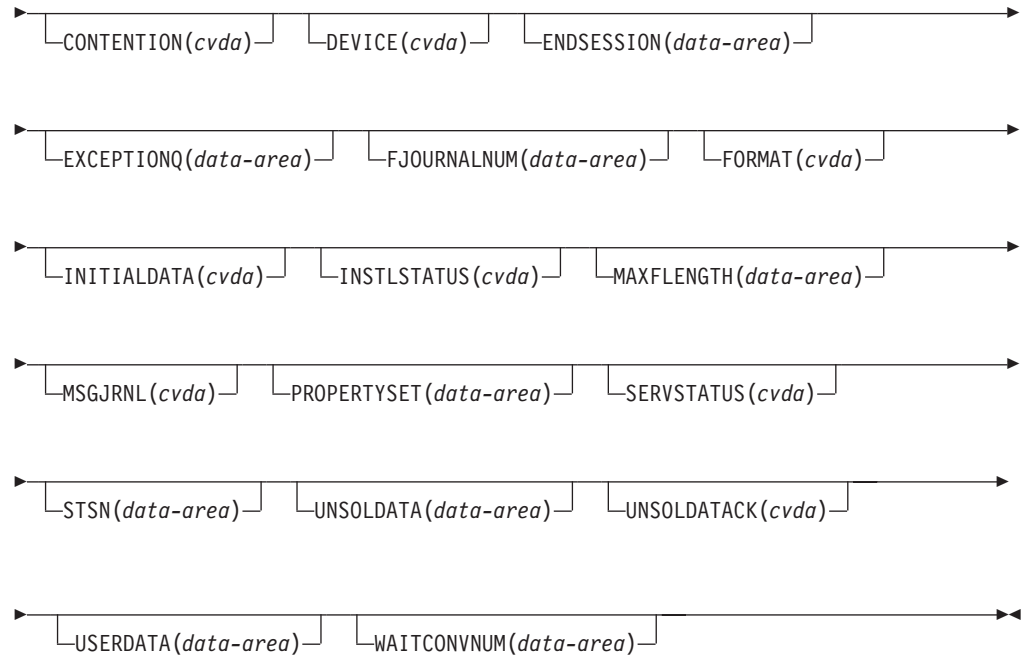 CONTENTION(cvda) DEVICE(cvda) ENDSESSION(data-area)
EXCEPTIONQ(data-area) FJOURNALNUM(data-area) FORMAT(cvda)
INITIALDATA(cvda) INSTLSTATUS(cvda) MAXFLENGTH(data-area)
MSGJRNL(cvda) PROPERTYSET(data-area) SERVSTATUS(cvda)
STSN(data-area) UNSOLDATA(data-area) UNSOLDATACK(cvda)
USERDATA(data-area) WAITCONVNUM(data-area)